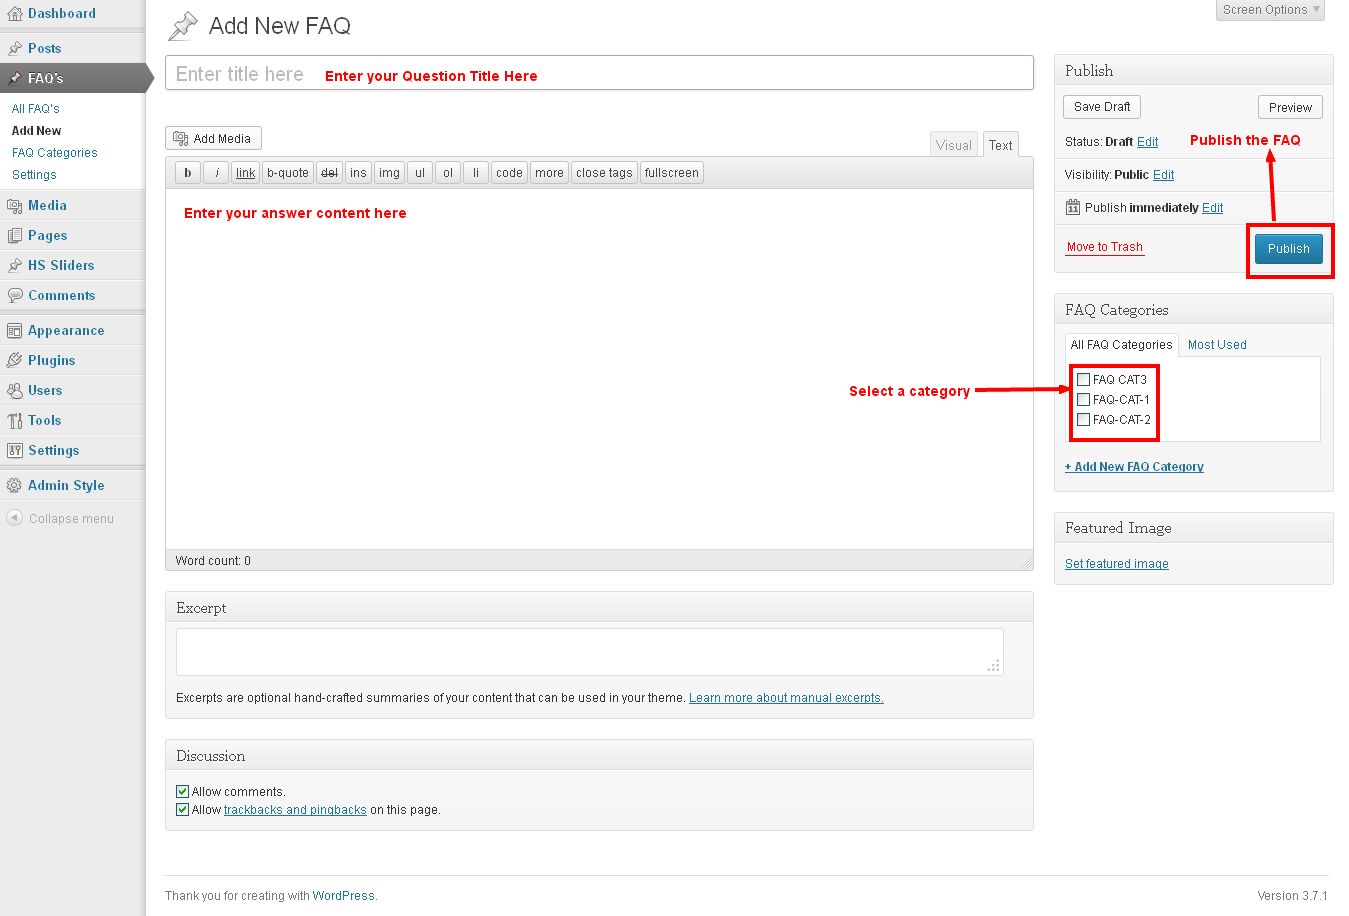 Dashboard
Posts
FAQ's
All FAQ's
Add New
FAQ Categories
Settings
Media
Pages
HS Sliders
Comments
Appearance
Plugins
Users
Tools
Settings
Admin Style
Collapse menu
Screen Options
Add New FAQ
Enter title here Enter your Question Title Here
Add Media
Visual Text
b i link b-quote del ins img ul ol li code more close tags fullscreen
Enter your answer content here
Word count: 0
Excerpt
Excerpts are optional hand-crafted summaries of your content that can be used in your theme. Learn more about manual excerpts.
Discussion
Allow comments.
Allow trackbacks and pingbacks on this page.
Publish
Save Draft Preview
Status: Draft Edit
Publish the FAQ
Visibility: Public Edit
11 Publish immediately Edit
Move to Trash Publish
FAQ Categories
All FAQ Categories Most Used
Select a category
FAQ CAT3
FAQ-CAT-1
FAQ-CAT-2
+ Add New FAQ Category
Featured Image
Set featured image
Thank you for creating with WordPress. Version 3.7.1